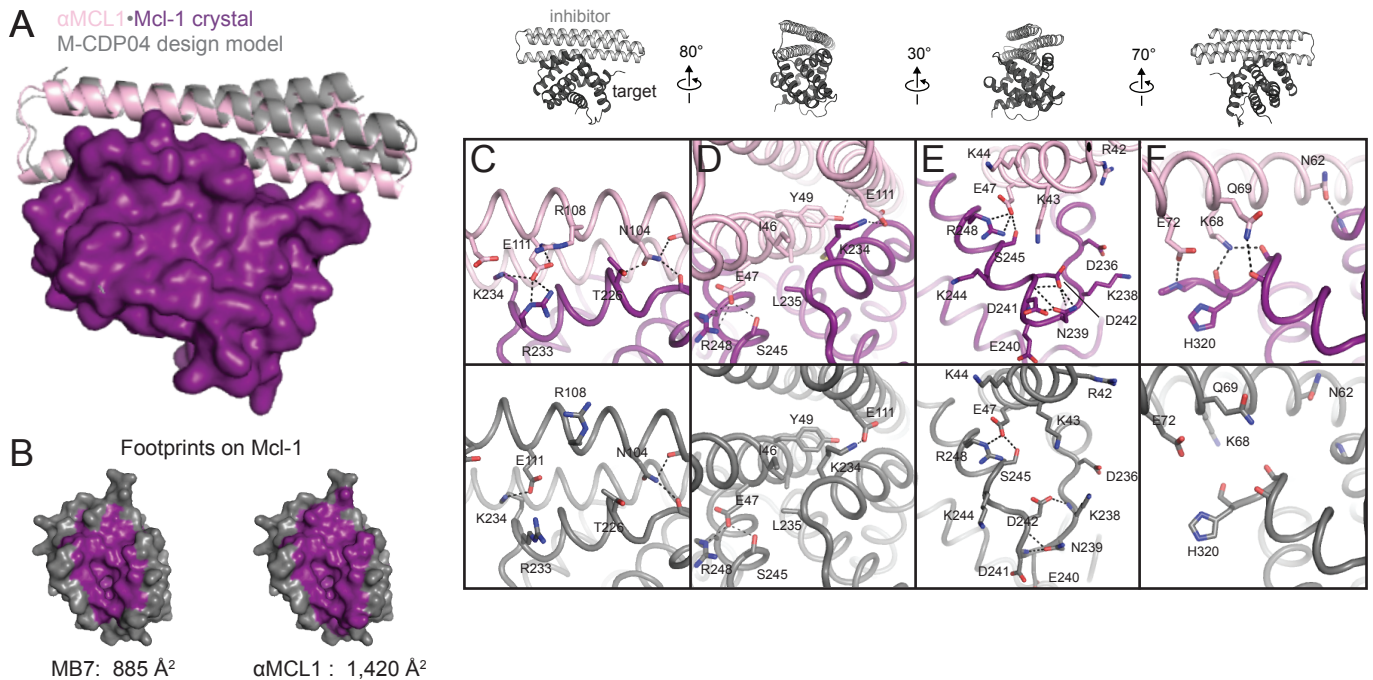 A
αMCL1•Mcl-1 crystal
M-CDP04 design model
inhibitor
target
80°
30°
70°
C
R108
E111
N104
K234
T226
R233
D
Y49
E111
I46
K234
E47
L235
R248
S245
E
K44
R42
E47
K43
R248
S245
D236
K244
K238
D241
D242
N239
E240
F
N62
Q69
E72
K68
H320
R108
E111
N104
K234
T226
R233
Y49
E111
I46
K234
E47
L235
R248
S245
K44
R42
E47
K43
R248
S245
D236
K244
D242
K238
N239
D241
E240
Q69
N62
E72
K68
H320
B
Footprints on Mcl-1
MB7: 885 Å²
αMCL1 : 1,420 Å²